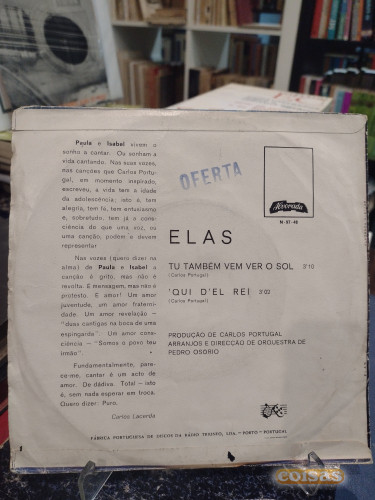 Paula e Isabel vivem o
sonho a cantar. Ou sonham a
vida cantando. Nas suas vozes,
nas canções que Carlos Portu-
gal, em momento inspirado,
escreveu, a vida tem a idade
da adolescência; isto é, tem
alegria, tem fé, tem entusiasmo
e, sobretudo, tem já a cons-
ciência do que uma voz, ou
uma canção, podem e devem
representar
Nas vozes (quero dizer na
alma) de Paula e Isabel a
canção é grito, mas não é
revolta. É mensagem, mas não é
protesto. É amor! Um amor
juventude, um amor fraterni-
dade. Um amor revelação —
"duas cantigas na boca de uma
espingarda". Um amor cons-
ciência — "Somos o povo teu
irmão".
Fundamentalmente, pare-
ce-me, cantar é um acto de
amor. De dádiva. Total — isto
é, sem nada esperar em troca.
Quero dizer: Puro.
Carlos Lacerda
OFERTA
Alvorada
ELAS
TU TAMBÉM VEM VER O SOL 3'10
(Carlos Portugal)
'QUI D'EL REI 3'02
(Carlos Portugal)
PRODUÇÃO DE CARLOS PORTUGAL
ARRANJOS E DIRECÇÃO DE ORQUESTRA DE
PEDRO OSÓRIO
FÁBRICA PORTUGUESA DE DISCOS DA RÁDIO TRIUNFO, LDA. — PORTO - PORTUGAL
coisas